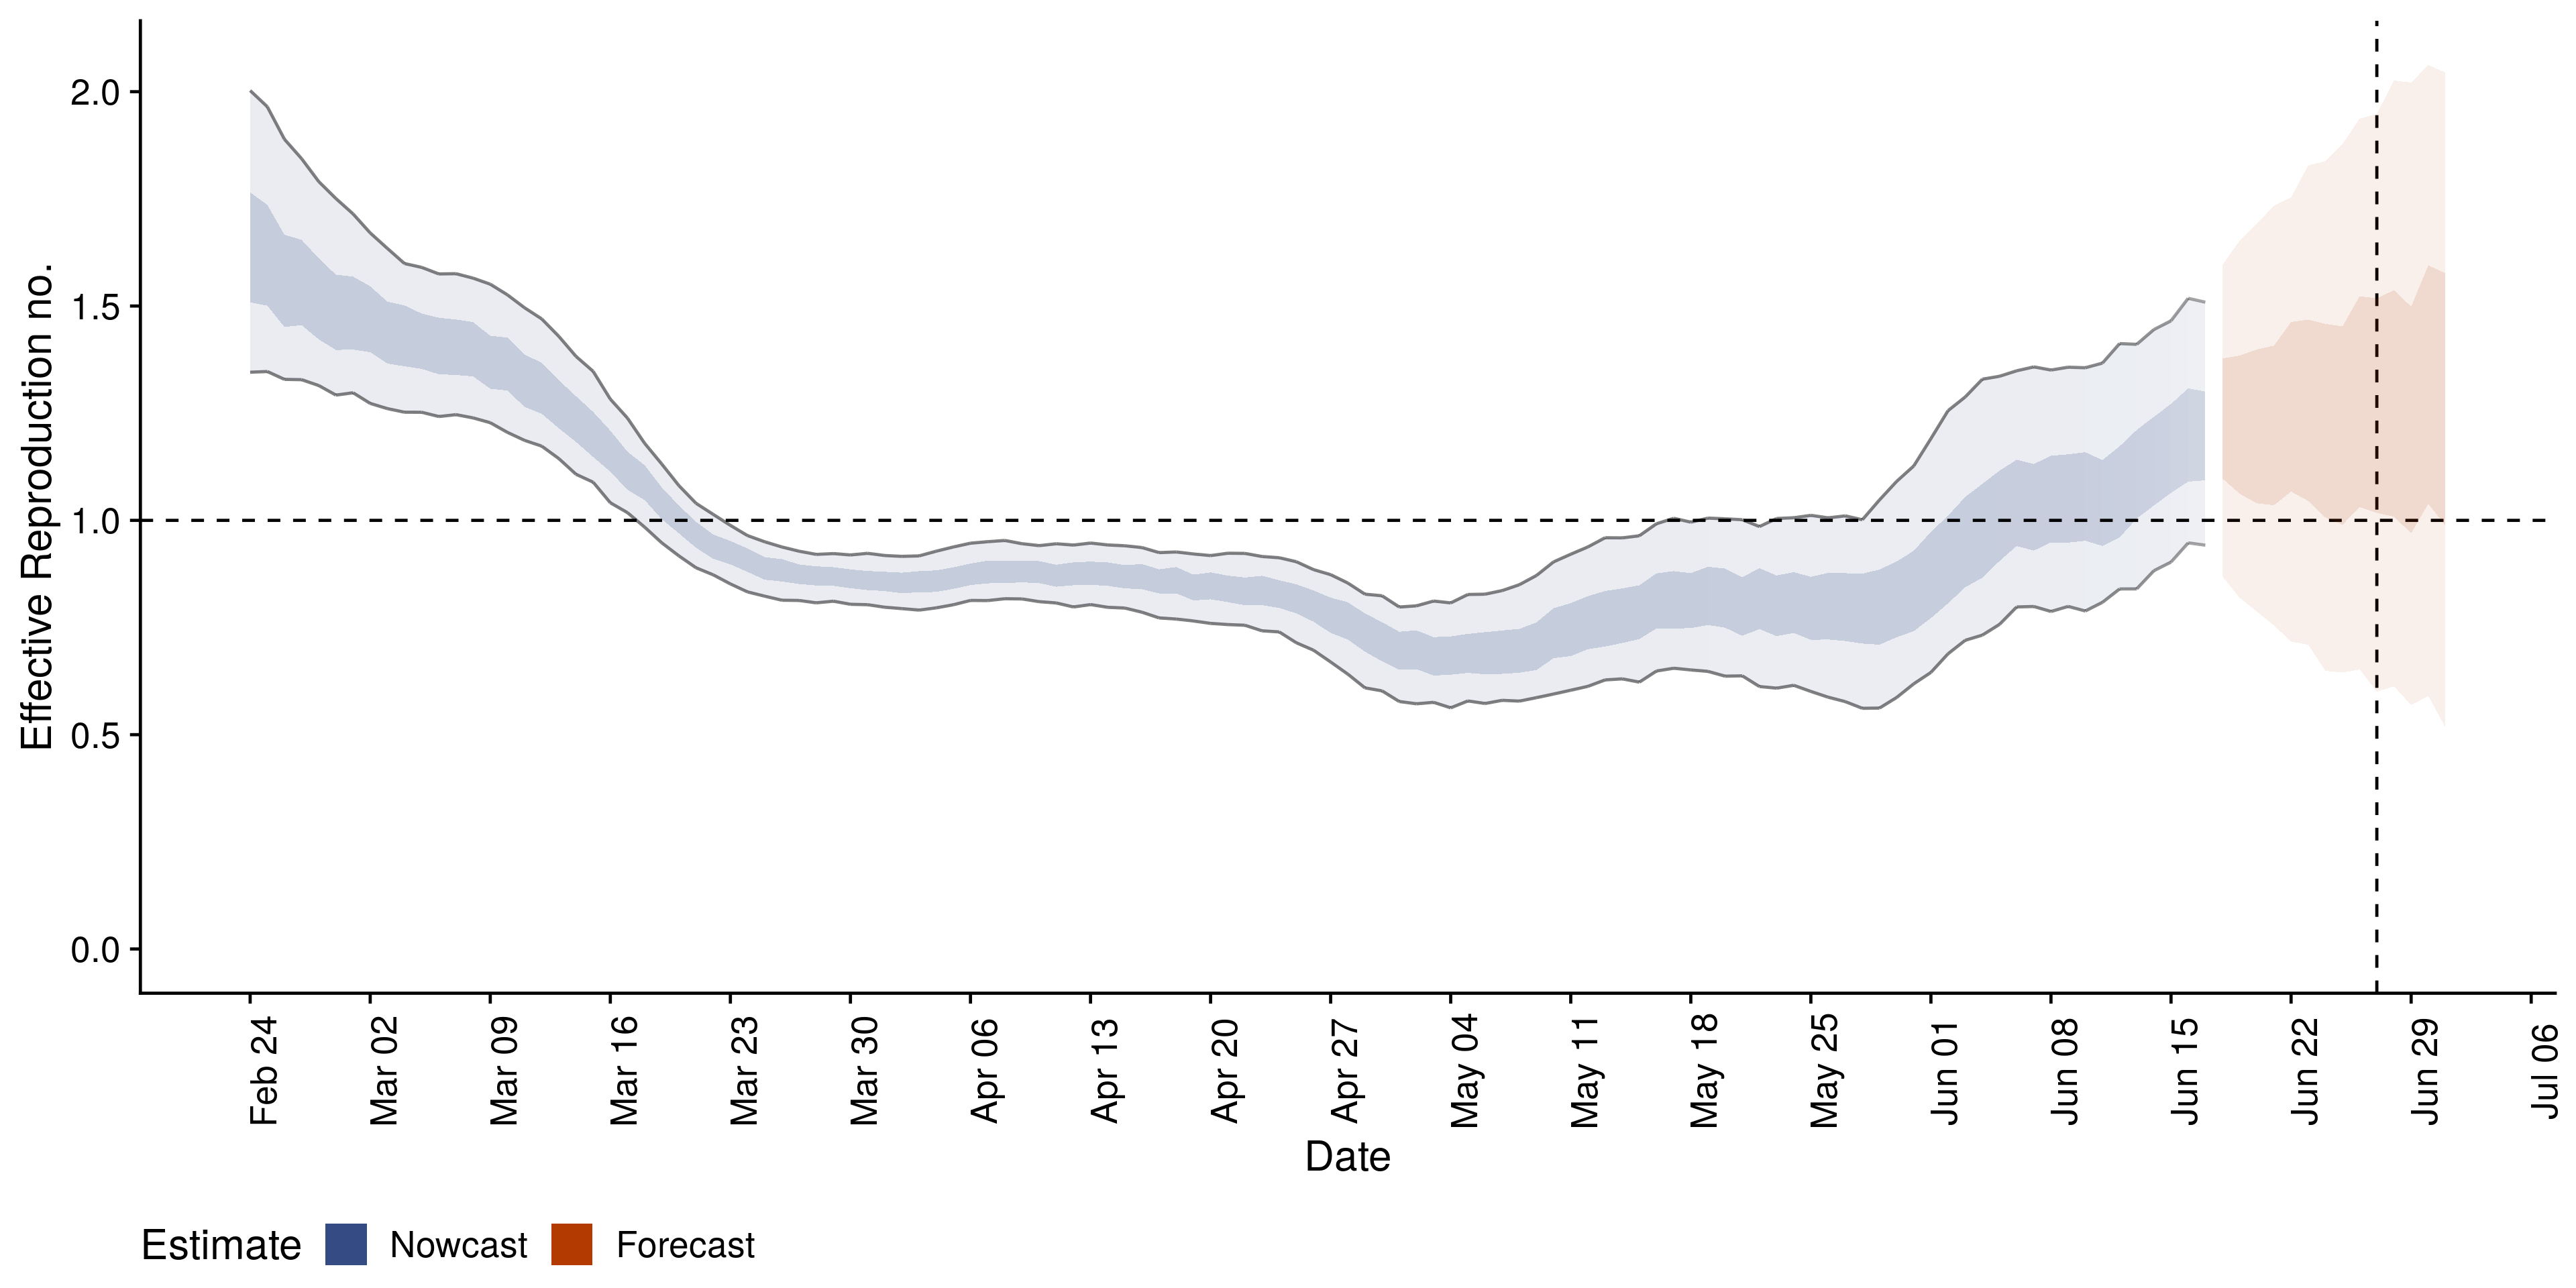 Effective Reproduction no.
2.0
1.5
1.0
0.5
0.0
Feb 24
Mar 02
Mar 09
Mar 16
Mar 23
Mar 30
Apr 06
Apr 13
Apr 20
Apr 27
May 04
May 11
May 18
May 25
Jun 01
Jun 08
Jun 15
Jun 22
Jun 29
Jul 06
Date
Estimate Nowcast Forecast